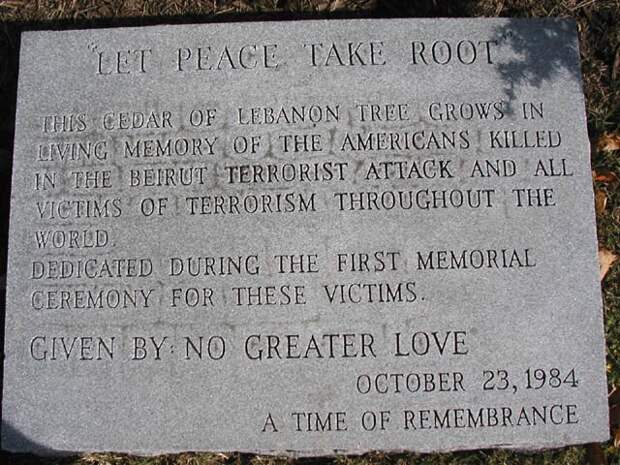 "LET PEACE TAKE ROOT"
THIS CEDAR OF LEBANON TREE GROWS IN
LIVING MEMORY OF THE AMERICANS KILLED
IN THE BEIRUT TERRORIST ATTACK AND ALL
VICTIMS OF TERRORISM THROUGHOUT THE
WORLD.
DEDICATED DURING THE FIRST MEMORIAL
CEREMONY FOR THESE VICTIMS.
GIVEN BY: NO GREATER LOVE
OCTOBER 23, 1984
A TIME OF REMEMBRANCE